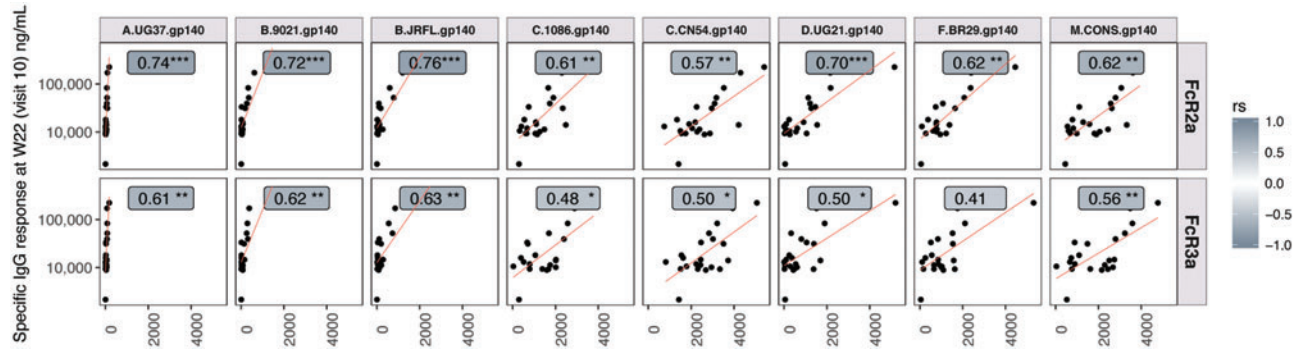 A.UG37.gp140 B.9021.gp140 B.JRFL.gp140 C.1086.gp140 C.CN54.gp140 D.UG21.gp140 F.BR29.gp140 M.CONS.gp140
Specific IgG response at W22 (visit 10) ng/mL
100,000
10,000
0.74*** 0.72*** 0.76*** 0.61 ** 0.57 ** 0.70*** 0.62 ** 0.62 **
FcR2a
100,000
10,000
0.61 ** 0.62 ** 0.63 ** 0.48 * 0.50 * 0.50 * 0.41 0.56 **
FcR3a
0 2000 4000 0 2000 4000 0 2000 4000 0 2000 4000 0 2000 4000 0 2000 4000 0 2000 4000 0 2000 4000
rs
1.0
0.5
0.0
−0.5
−1.0